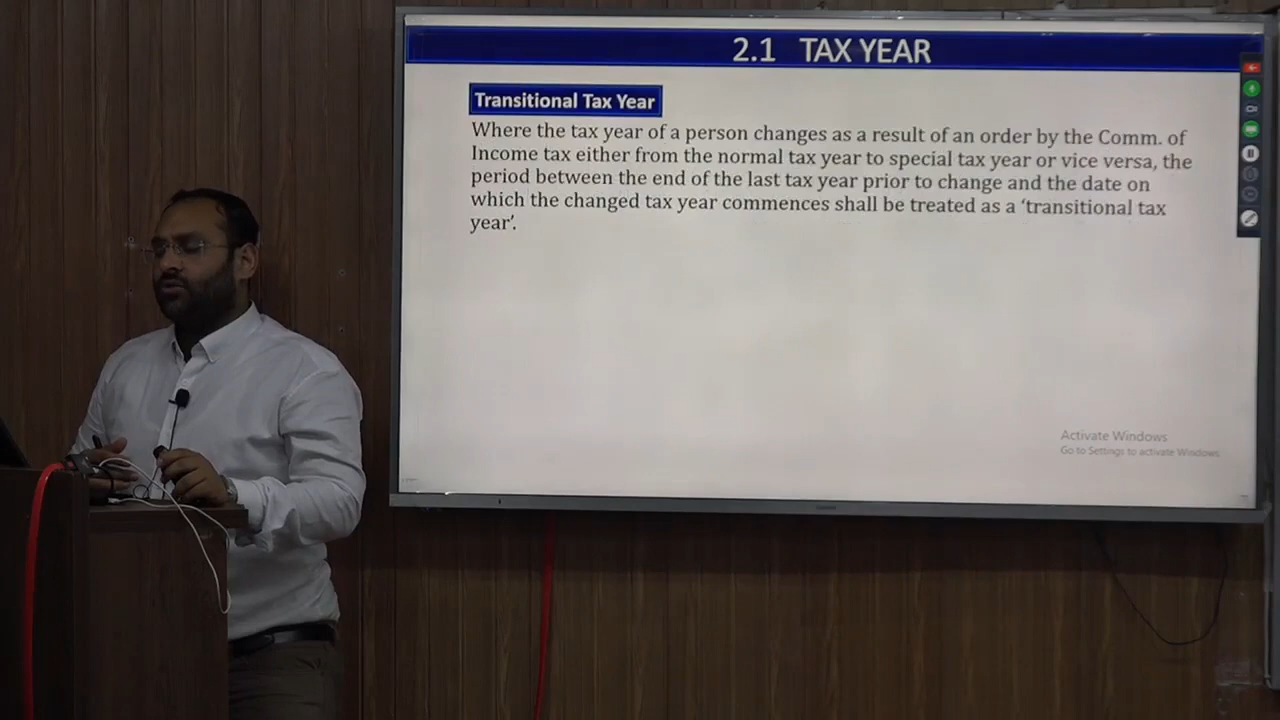 2.1 TAX YEAR
Transitional Tax Year
Where the tax year of a person changes as a result of an order by the Comm. of
Income tax either from the normal tax year to special tax year or vice versa, the
period between the end of the last tax year prior to change and the date on
which the changed tax year commences shall be treated as a ‘transitional tax
year’.
Activate Windows
Go to Settings to activate Windows.